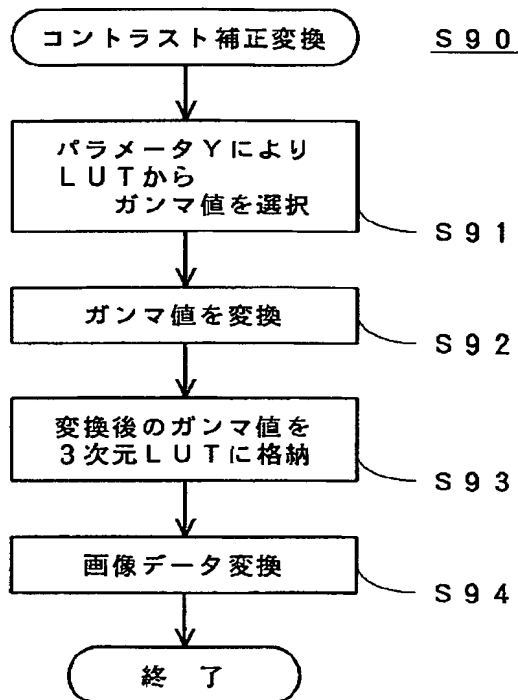 コントラスト補正変換
S90
パラメータYにより
LUTから
ガンマ値を選択
S91
ガンマ値を変換
S92
変換後のガンマ値を
3次元LUTに格納
S93
画像データ変換
S94
終 了